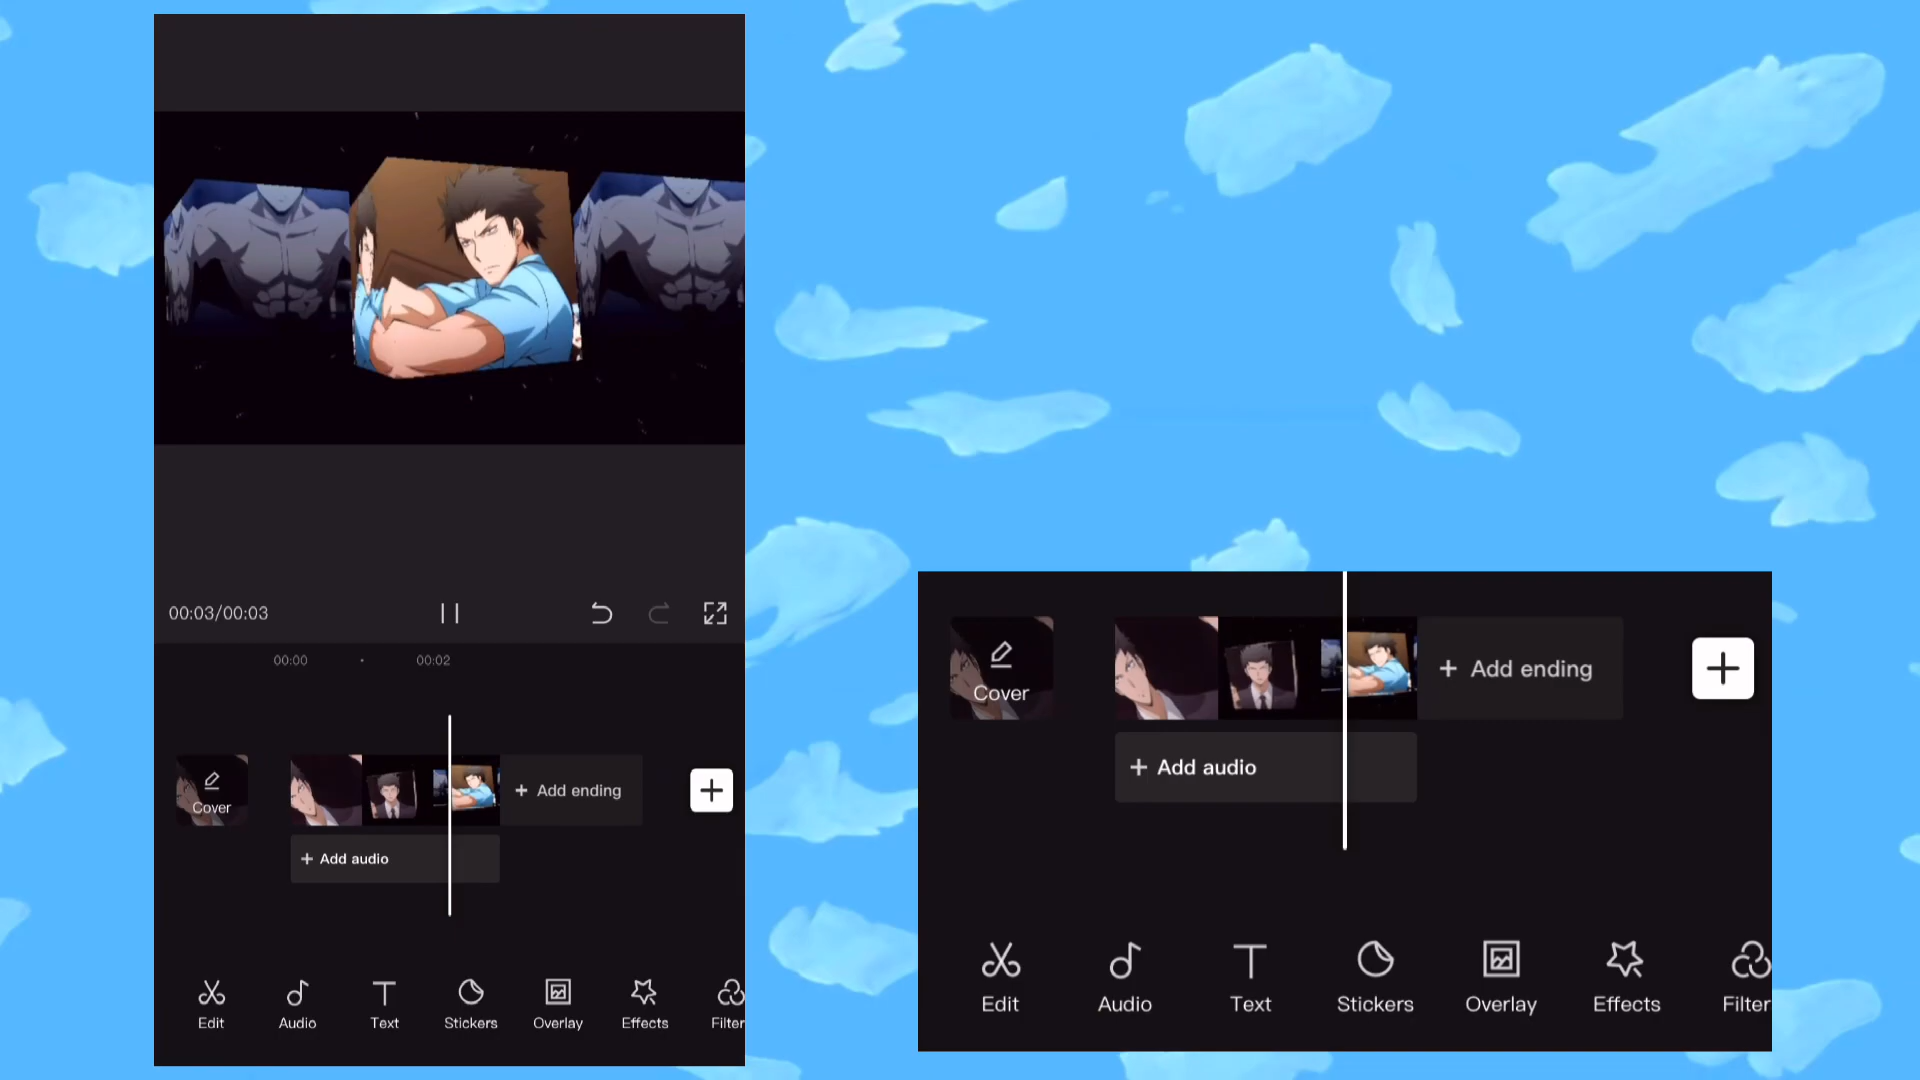 00:03/00:03
00:00
00:02
Cover
+ Add ending
+ Add audio
Edit
Audio
Text
Stickers
Overlay
Effects
Filter
Cover
+ Add ending
+ Add audio
Edit
Audio
Text
Stickers
Overlay
Effects
Filter